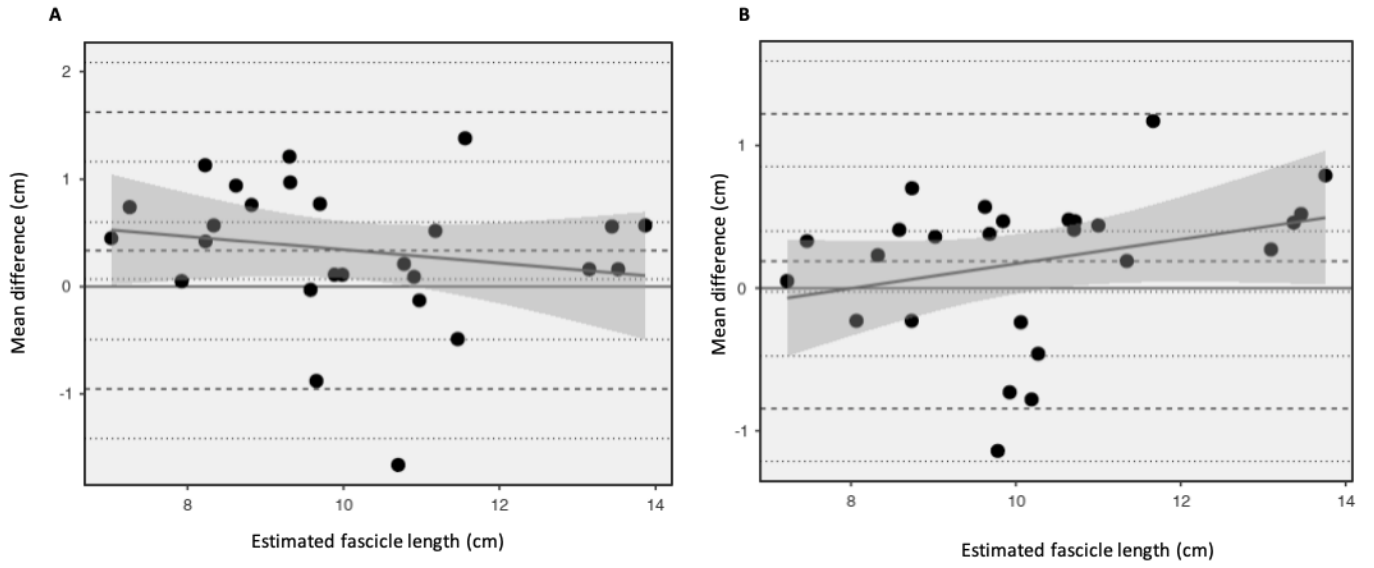 A
B
2
1
0
-1
Mean difference (cm)
8
10
12
14
Estimated fascicle length (cm)
1
0
-1
Mean difference (cm)
8
10
12
14
Estimated fascicle length (cm)